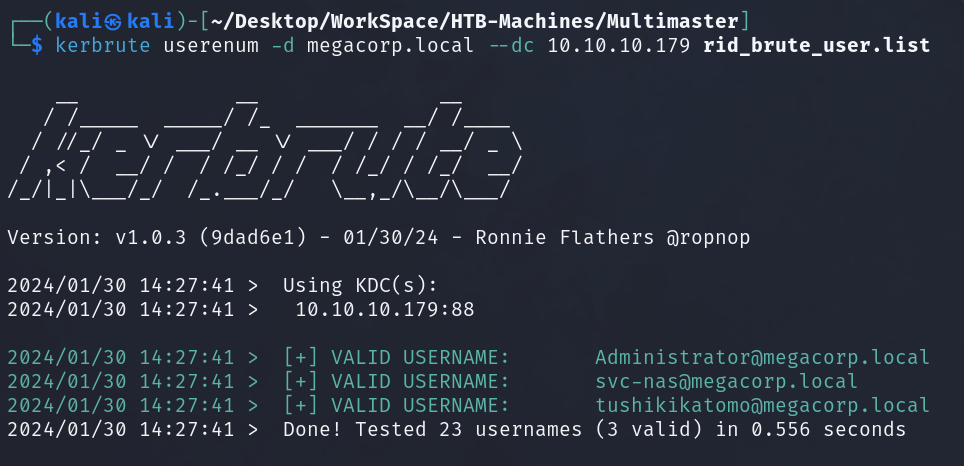 ┌──(kali㉿kali)-[~/Desktop/WorkSpace/HTB-Machines/Multimaster]
└─$ kerbrute userenum -d megacorp.local --dc 10.10.10.179 rid_brute_user.list
kerbrute
Version: v1.0.3 (9dad6e1) - 01/30/24 - Ronnie Flathers @ropnop
2024/01/30 14:27:41 >  Using KDC(s):
2024/01/30 14:27:41 >   10.10.10.179:88
2024/01/30 14:27:41 >  [+] VALID USERNAME:       Administrator@megacorp.local
2024/01/30 14:27:41 >  [+] VALID USERNAME:       svc-nas@megacorp.local
2024/01/30 14:27:41 >  [+] VALID USERNAME:       tushikikatomo@megacorp.local
2024/01/30 14:27:41 >  Done! Tested 23 usernames (3 valid) in 0.556 seconds